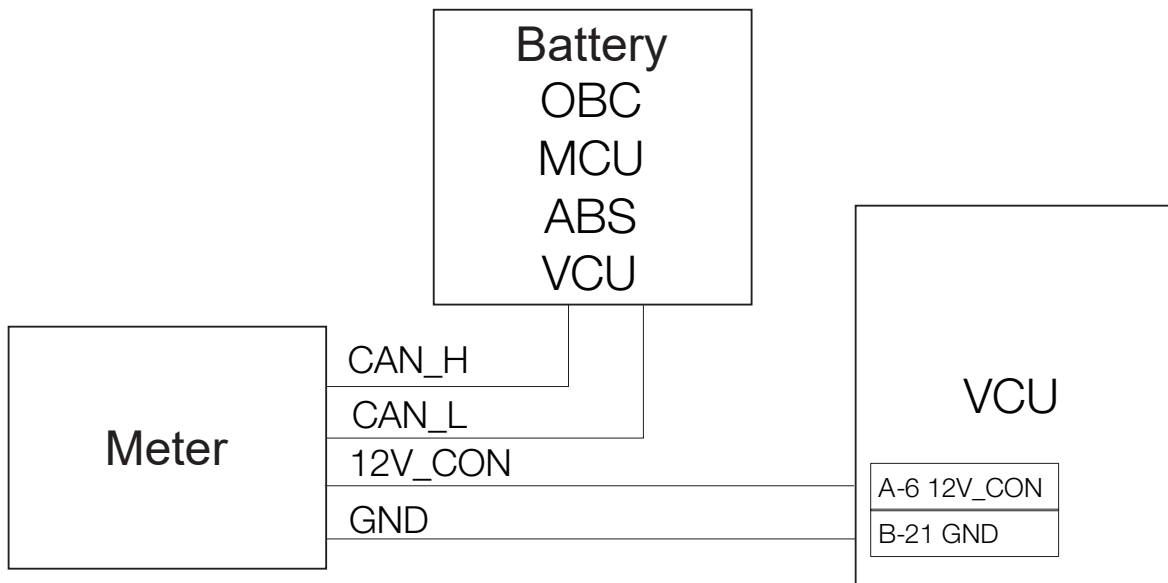 Battery
OBC
MCU
ABS
VCU
Meter
CAN_H
CAN_L
12V_CON
GND
VCU
A-6 12V_CON
B-21 GND